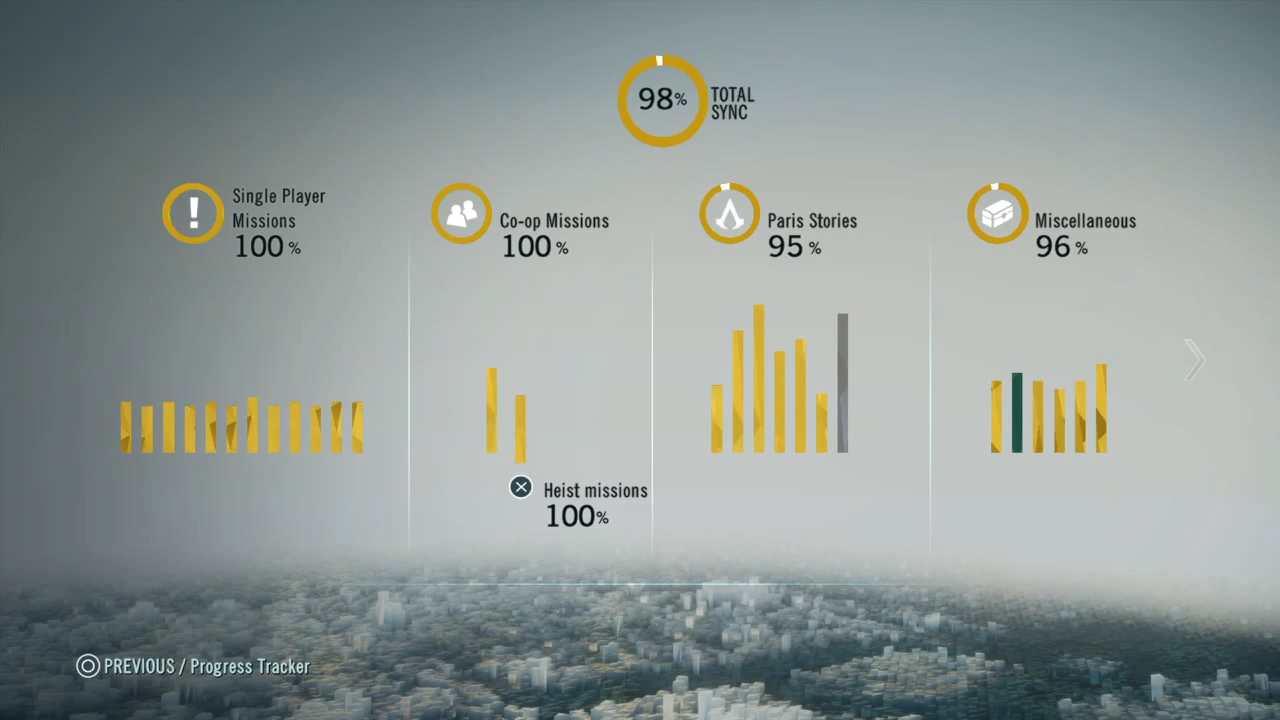 98%
TOTAL
SYNC
Single Player
Missions
100 %
Co-op Missions
100 %
Paris Stories
95 %
Miscellaneous
96 %
Heist missions
100%
PREVIOUS / Progress Tracker